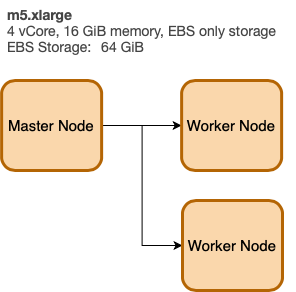 m5.xlarge
4 vCore, 16 GiB memory, EBS only storage
EBS Storage: 64 GiB
Master Node
Worker Node
Worker Node